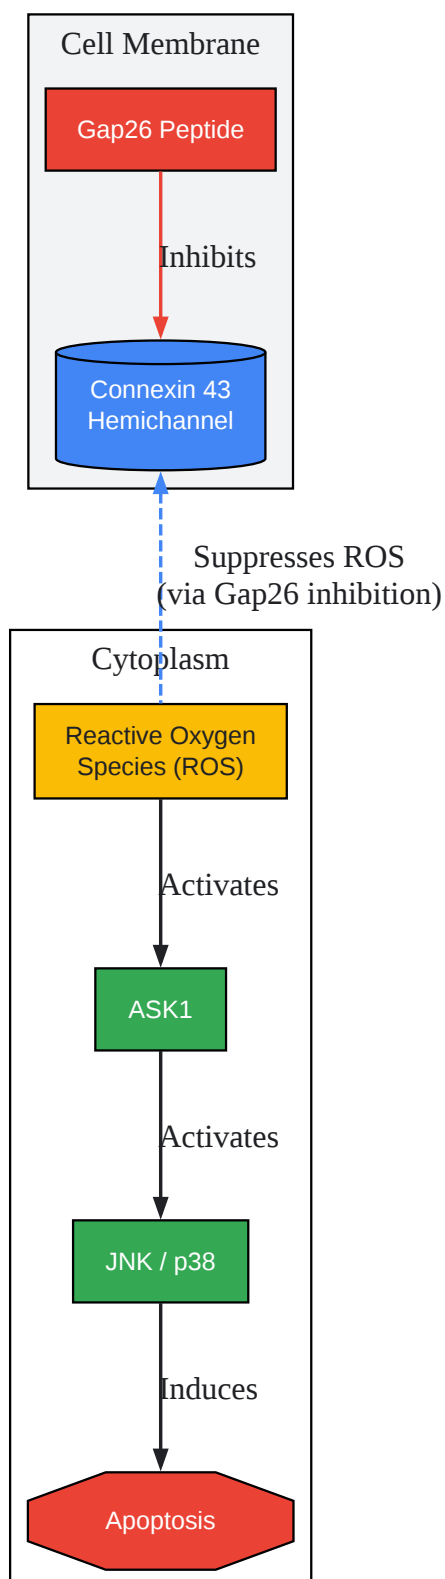 Cell Membrane
Gap26 Peptide
Inhibits
Connexin 43
Hemichannel
Suppresses ROS
(via Gap26 inhibition)
Cytoplasm
Reactive Oxygen
Species (ROS)
Activates
ASK1
Activates
JNK / p38
Induces
Apoptosis